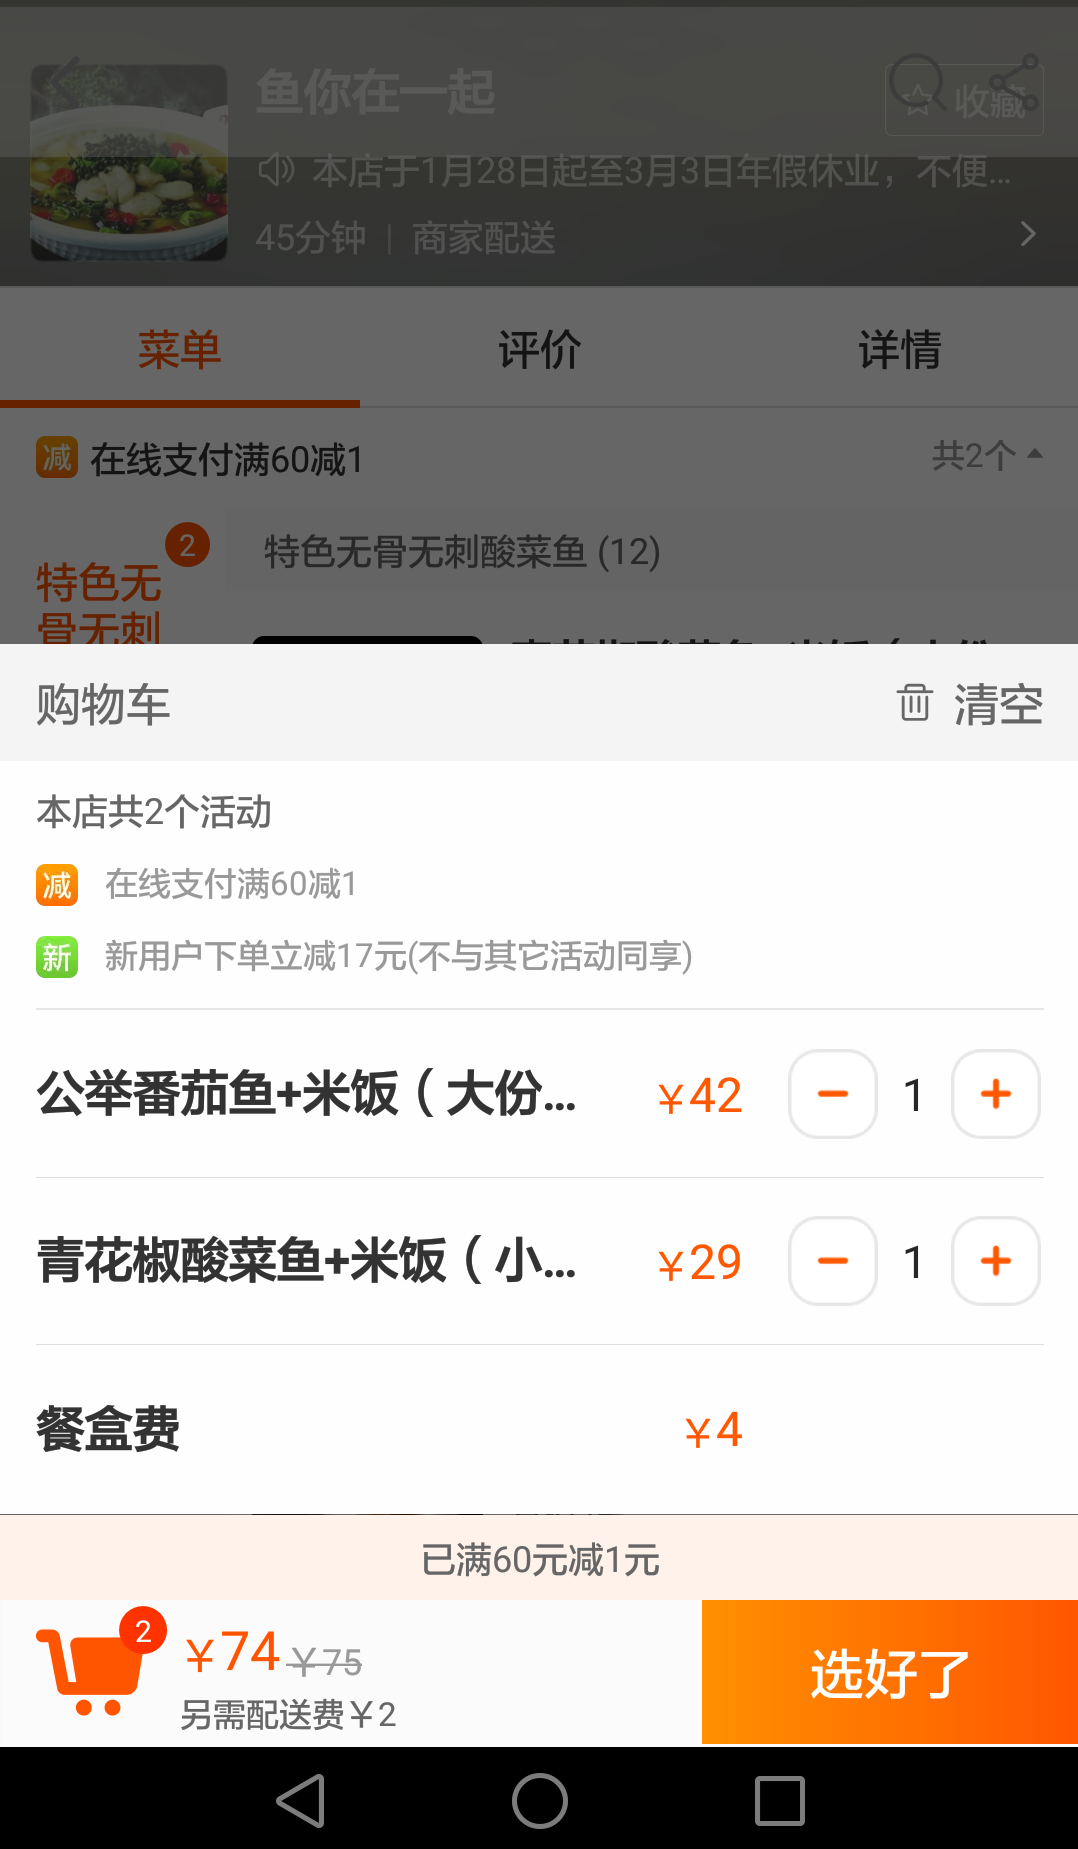 鱼你在一起
收藏
本店于1月28日起至3月3日年假休业，不便...
45分钟 | 商家配送
菜单
评价
详情
减 在线支付满60减1
共2个
2
特色无
骨无刺
特色无骨无刺酸菜鱼 (12)
购物车
清空
本店共2个活动
减 在线支付满60减1
新 新用户下单立减17元(不与其它活动同享)
公举番茄鱼+米饭（大份... ￥42 1
青花椒酸菜鱼+米饭（小... ￥29 1
餐盒费 ￥4
已满60元减1元
2
￥74 ￥75
另需配送费￥2
选好了